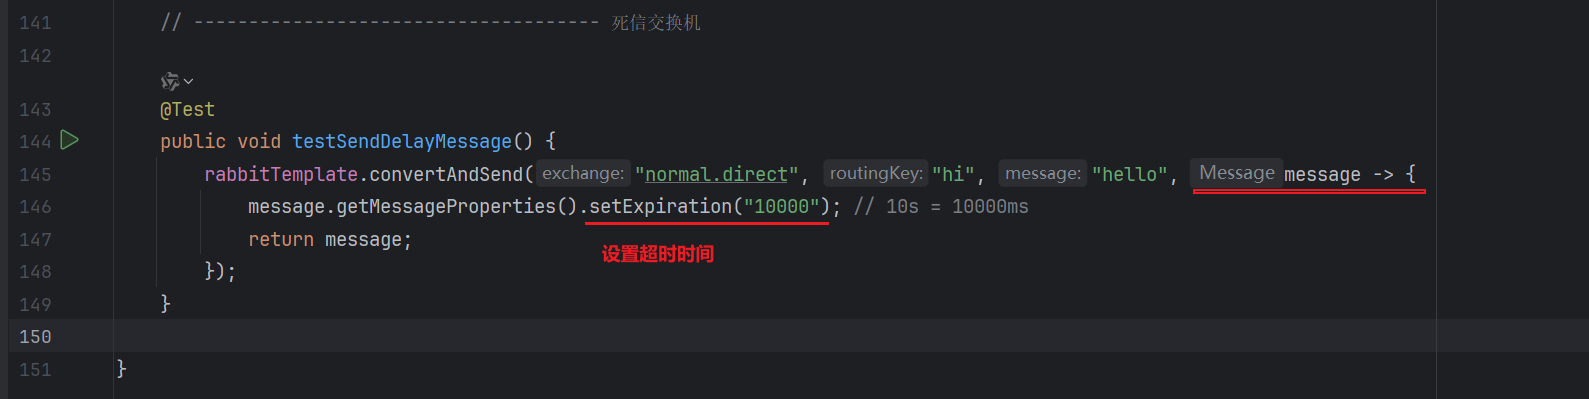 141 // ------------------------------------- 死信交换机
142
143 @Test
144 public void testSendDelayMessage() {
145 rabbitTemplate.convertAndSend( exchange: "normal.direct", routingKey: "hi", message: "hello", Message message -> {
146 message.getMessageProperties().setExpiration("10000"); // 10s = 10000ms
147 return message;
设置超时时间
148 });
149 }
150
151 }